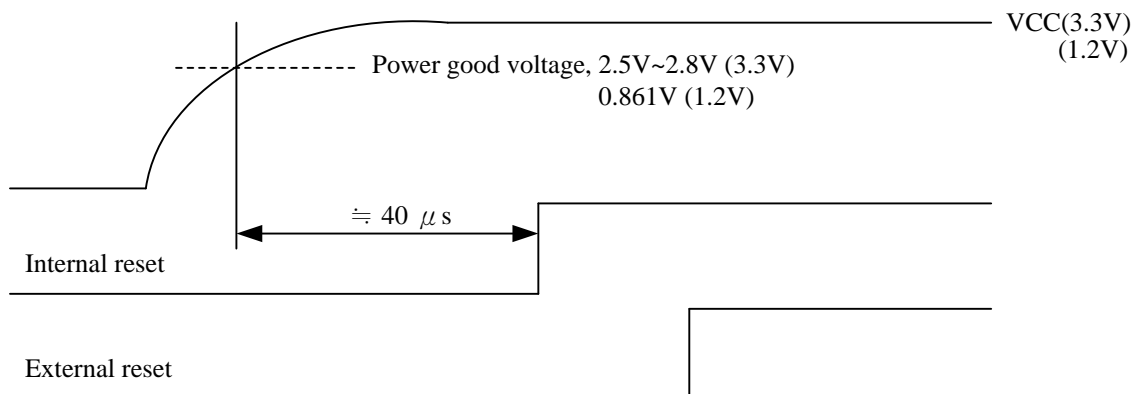 VCC(3.3V)
(1.2V)
Power good voltage, 2.5V~2.8V (3.3V)
0.861V (1.2V)
≒ 40 μs
Internal reset
External reset